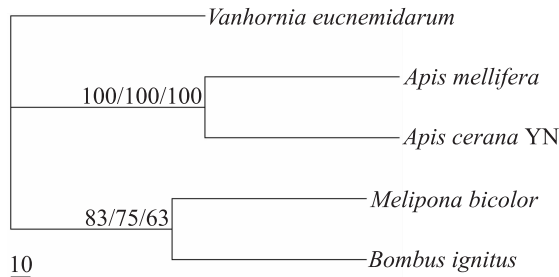 Vanhornia eucnemidarum
Apis mellifera
100/100/100
Apis cerana YN
Melipona bicolor
83/75/63
Bombus ignitus
10